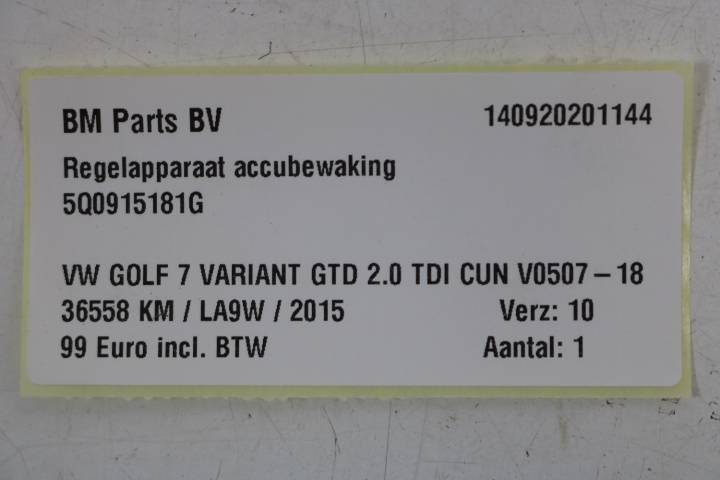 BM Parts BV 140920201144
Regelapparaat accubewaking
5Q0915181G
VW GOLF 7 VARIANT GTD 2.0 TDI CUN V0507 – 18
36558 KM / LA9W / 2015 Verz: 10
99 Euro incl. BTW Aantal: 1